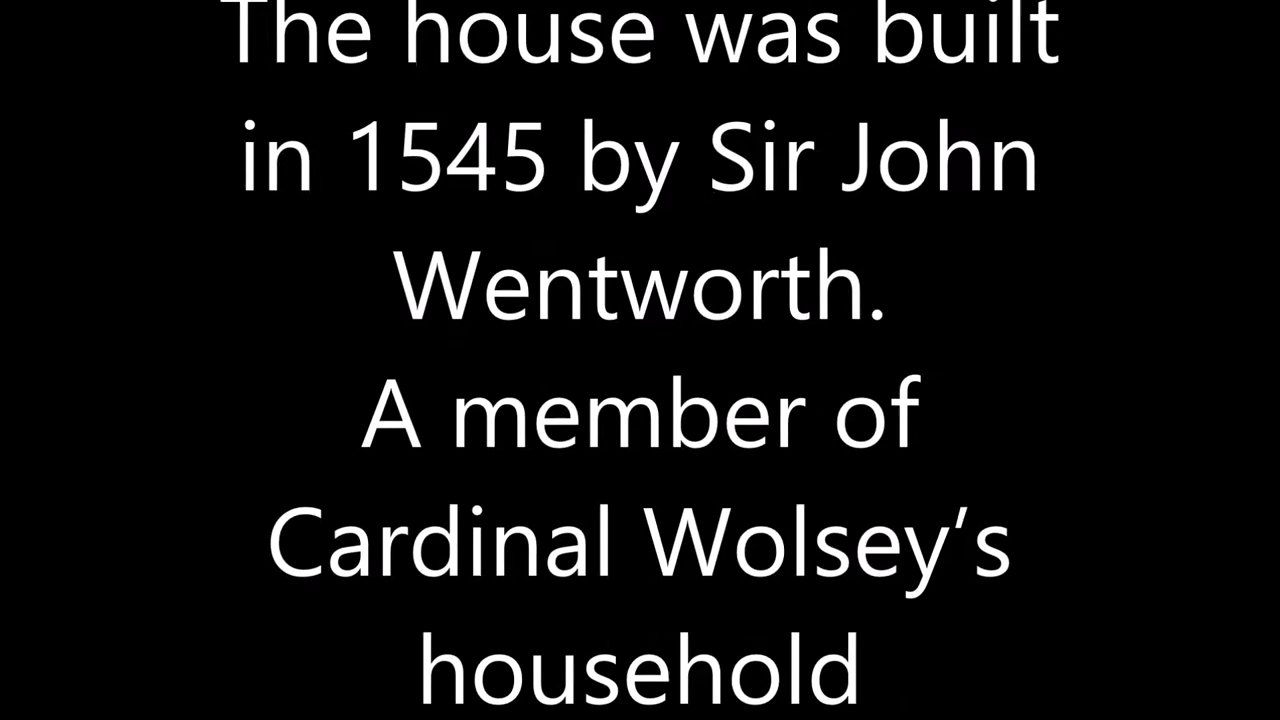 The house was built
in 1545 by Sir John
Wentworth.
A member of
Cardinal Wolsey’s
household